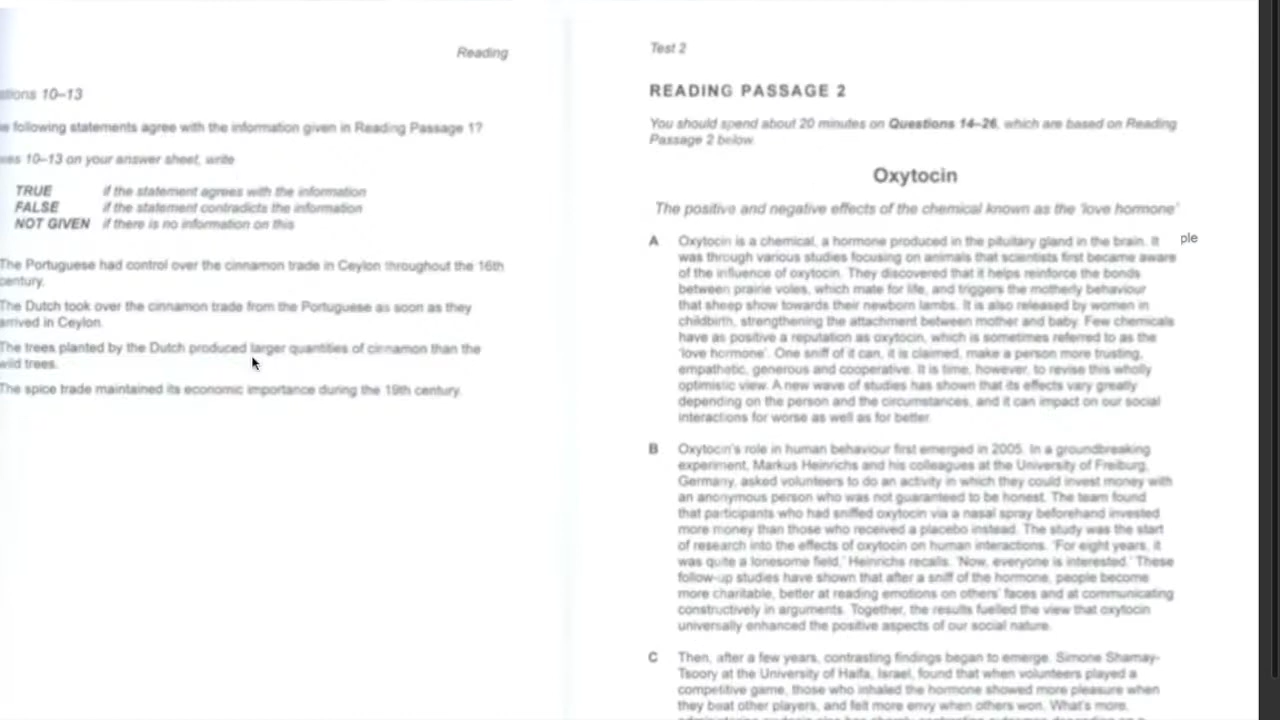 Reading
10–13
following statements agree with the information given in Reading Passage 1?
10–13 on your answer sheet, write
TRUE if the statement agrees with the information
FALSE if the statement contradicts the information
NOT GIVEN if there is no information on this
The Portuguese had control over the cinnamon trade in Ceylon throughout the 16th
century.
The Dutch took over the cinnamon trade from the Portuguese as soon as they
arrived in Ceylon.
The trees planted by the Dutch produced larger quantities of cinnamon than the
wild trees.
The spice trade maintained its economic importance during the 19th century.
Test 2
READING PASSAGE 2
You should spend about 20 minutes on Questions 14–26, which are based on Reading
Passage 2 below.
Oxytocin
The positive and negative effects of the chemical known as the 'love hormone'
A Oxytocin is a chemical, a hormone produced in the pituitary gland in the brain. It
ple
was through various studies focusing on animals that scientists first became aware
of the influence of oxytocin. They discovered that it helps reinforce the bonds
between prairie voles, which mate for life, and triggers the motherly behaviour
that sheep show towards their newborn lambs. It is also released by women in
childbirth, strengthening the attachment between mother and baby. Few chemicals
have as positive a reputation as oxytocin, which is sometimes referred to as the
'love hormone'. One sniff of it can, it is claimed, make a person more trusting,
empathetic, generous and cooperative. It is time, however, to revise this wholly
optimistic view. A new wave of studies has shown that its effects vary greatly
depending on the person and the circumstances, and it can impact on our social
interactions for worse as well as for better.
B Oxytocin's role in human behaviour first emerged in 2005. In a groundbreaking
experiment, Markus Heinrichs and his colleagues at the University of Freiburg,
Germany, asked volunteers to do an activity in which they could invest money with
an anonymous person who was not guaranteed to be honest. The team found
that participants who had sniffed oxytocin via a nasal spray beforehand invested
more money than those who received a placebo instead. The study was the start
of research into the effects of oxytocin on human interactions. 'For eight years, it
was quite a lonesome field,' Heinrichs recalls. 'Now, everyone is interested.' These
follow-up studies have shown that after a sniff of the hormone, people become
more charitable, better at reading emotions on others' faces and at communicating
constructively in arguments. Together, the results fuelled the view that oxytocin
universally enhanced the positive aspects of our social nature.
C Then, after a few years, contrasting findings began to emerge. Simone Shamay-
Tsoory at the University of Haifa, Israel, found that when volunteers played a
competitive game, those who inhaled the hormone showed more pleasure when
they beat other players, and felt more envy when others won. What's more,